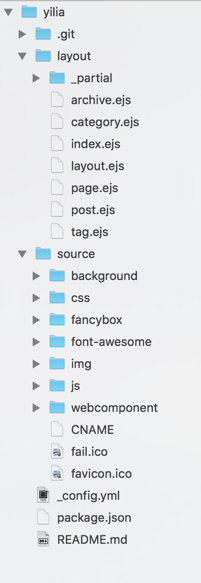 yilia
.git
layout
_partial
archive.ejs
category.ejs
index.ejs
layout.ejs
page.ejs
post.ejs
tag.ejs
source
background
css
fancybox
font-awesome
img
js
webcomponent
CNAME
fail.ico
favicon.ico
_config.yml
package.json
README.md